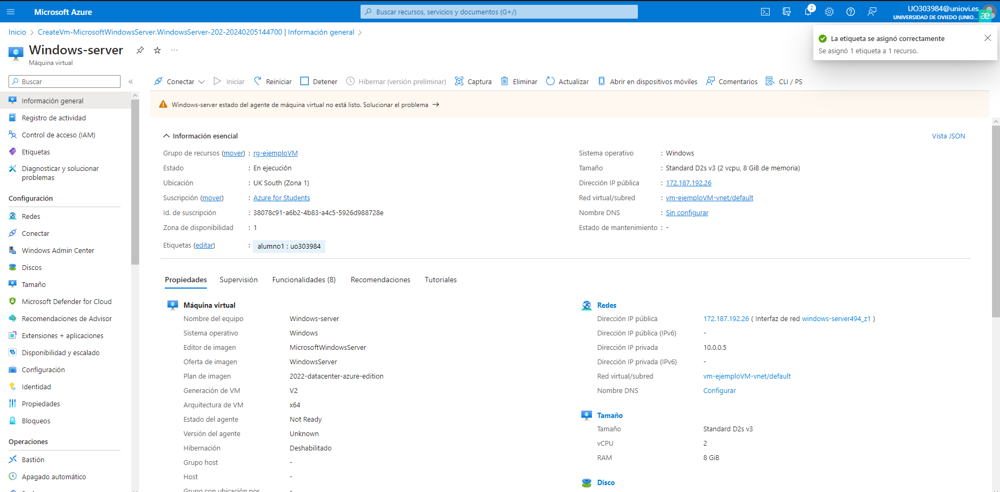 Microsoft Azure
Buscar recursos, servicios y documentos (G+/)
2
UO303984@uniovi.es
UNIVERSIDAD DE OVIEDO (UNIO...
Inicio > CreateVm-MicrosoftWindowsServer.WindowsServer-202-20240205144700 | Información general >
La etiqueta se asignó correctamente
Se asignó 1 etiqueta a 1 recurso.
Windows-server
Máquina virtual
Buscar
Conectar Iniciar Reiniciar Detener Hibernar (versión preliminar) Captura Eliminar Actualizar Abrir en dispositivos móviles Comentarios CLI / PS
Windows-server estado del agente de máquina virtual no está listo. Solucionar el problema →
Información general
Registro de actividad
Control de acceso (IAM)
Etiquetas
Diagnosticar y solucionar
problemas
Configuración
Redes
Conectar
Windows Admin Center
Discos
Tamaño
Microsoft Defender for Cloud
Recomendaciones de Advisor
Extensiones + aplicaciones
Disponibilidad y escalado
Configuración
Identidad
Propiedades
Bloqueos
Operaciones
Bastión
Apagado automático
Información esencial
Vista JSON
Grupo de recursos (mover) : rg-ejemploVM
Estado : En ejecución
Ubicación : UK South (Zona 1)
Suscripción (mover) : Azure for Students
Id. de suscripción : 38078c91-a6b2-4b83-a4c5-5926d988728e
Zona de disponibilidad : 1
Etiquetas (editar) : alumno1 : uo303984
Sistema operativo : Windows
Tamaño : Standard D2s v3 (2 vcpu, 8 GiB de memoria)
Dirección IP pública : 172.187.192.26
Red virtual/subred : vm-ejemploVM-vnet/default
Nombre DNS : Sin configurar
Estado de mantenimiento : -
Propiedades Supervisión Funcionalidades (8) Recomendaciones Tutoriales
Máquina virtual
Nombre del equipo Windows-server
Sistema operativo Windows
Editor de imagen MicrosoftWindowsServer
Oferta de imagen WindowsServer
Plan de imagen 2022-datacenter-azure-edition
Generación de VM V2
Arquitectura de VM x64
Estado del agente Not Ready
Versión del agente Unknown
Hibernación Deshabilitado
Grupo host -
Host -
Grupo con ubicación por -
Redes
Dirección IP pública 172.187.192.26 ( Interfaz de red windows-server494_z1 )
Dirección IP pública (IPv6) -
Dirección IP privada 10.0.0.5
Dirección IP privada (IPv6) -
Red virtual/subred vm-ejemploVM-vnet/default
Nombre DNS Configurar
Tamaño
Tamaño Standard D2s v3
vCPU 2
RAM 8 GiB
Disco